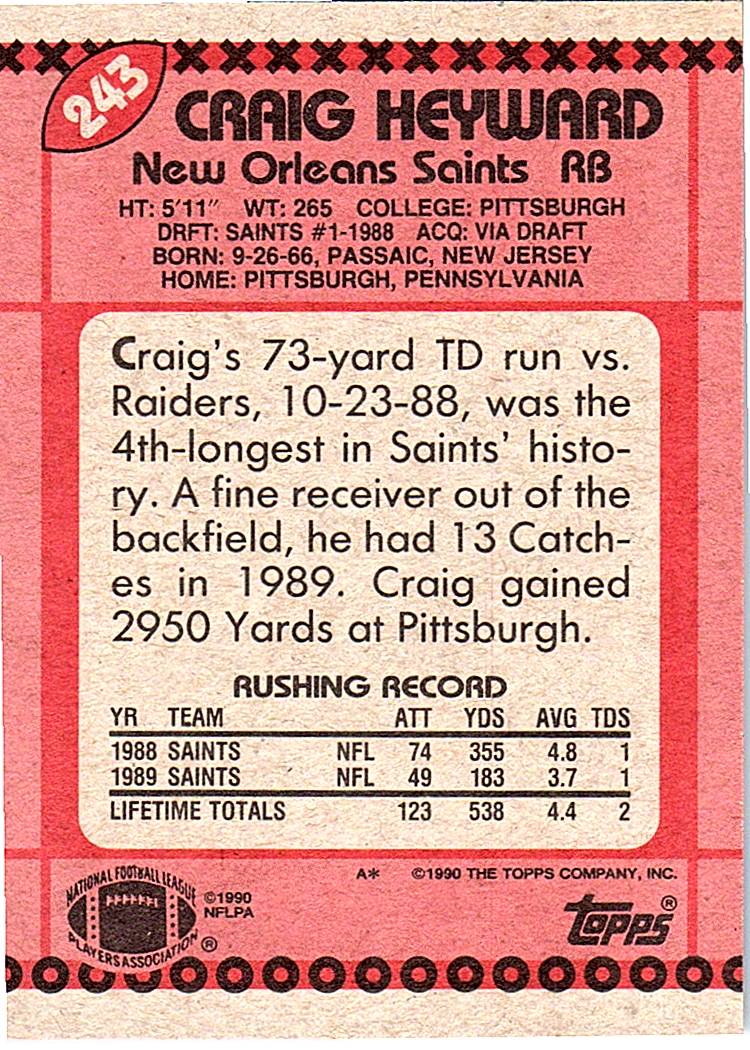 243
CRAIG HEYWARD
New Orleans Saints RB
HT: 5'11" WT: 265 COLLEGE: PITTSBURGH
DRFT: SAINTS #1-1988 ACQ: VIA DRAFT
BORN: 9-26-66, PASSAIC, NEW JERSEY
HOME: PITTSBURGH, PENNSYLVANIA
Craig's 73-yard TD run vs.
Raiders, 10-23-88, was the
4th-longest in Saints' histo-
ry. A fine receiver out of the
backfield, he had 13 Catch-
es in 1989. Craig gained
2950 Yards at Pittsburgh.
RUSHING RECORD
YR TEAM ATT YDS AVG TDS
1988 SAINTS NFL 74 355 4.8 1
1989 SAINTS NFL 49 183 3.7 1
LIFETIME TOTALS 123 538 4.4 2
A* ©1990 THE TOPPS COMPANY, INC.
NATIONAL FOOTBALL LEAGUE
PLAYERS ASSOCIATION ®
©1990
NFLPA
topps ®